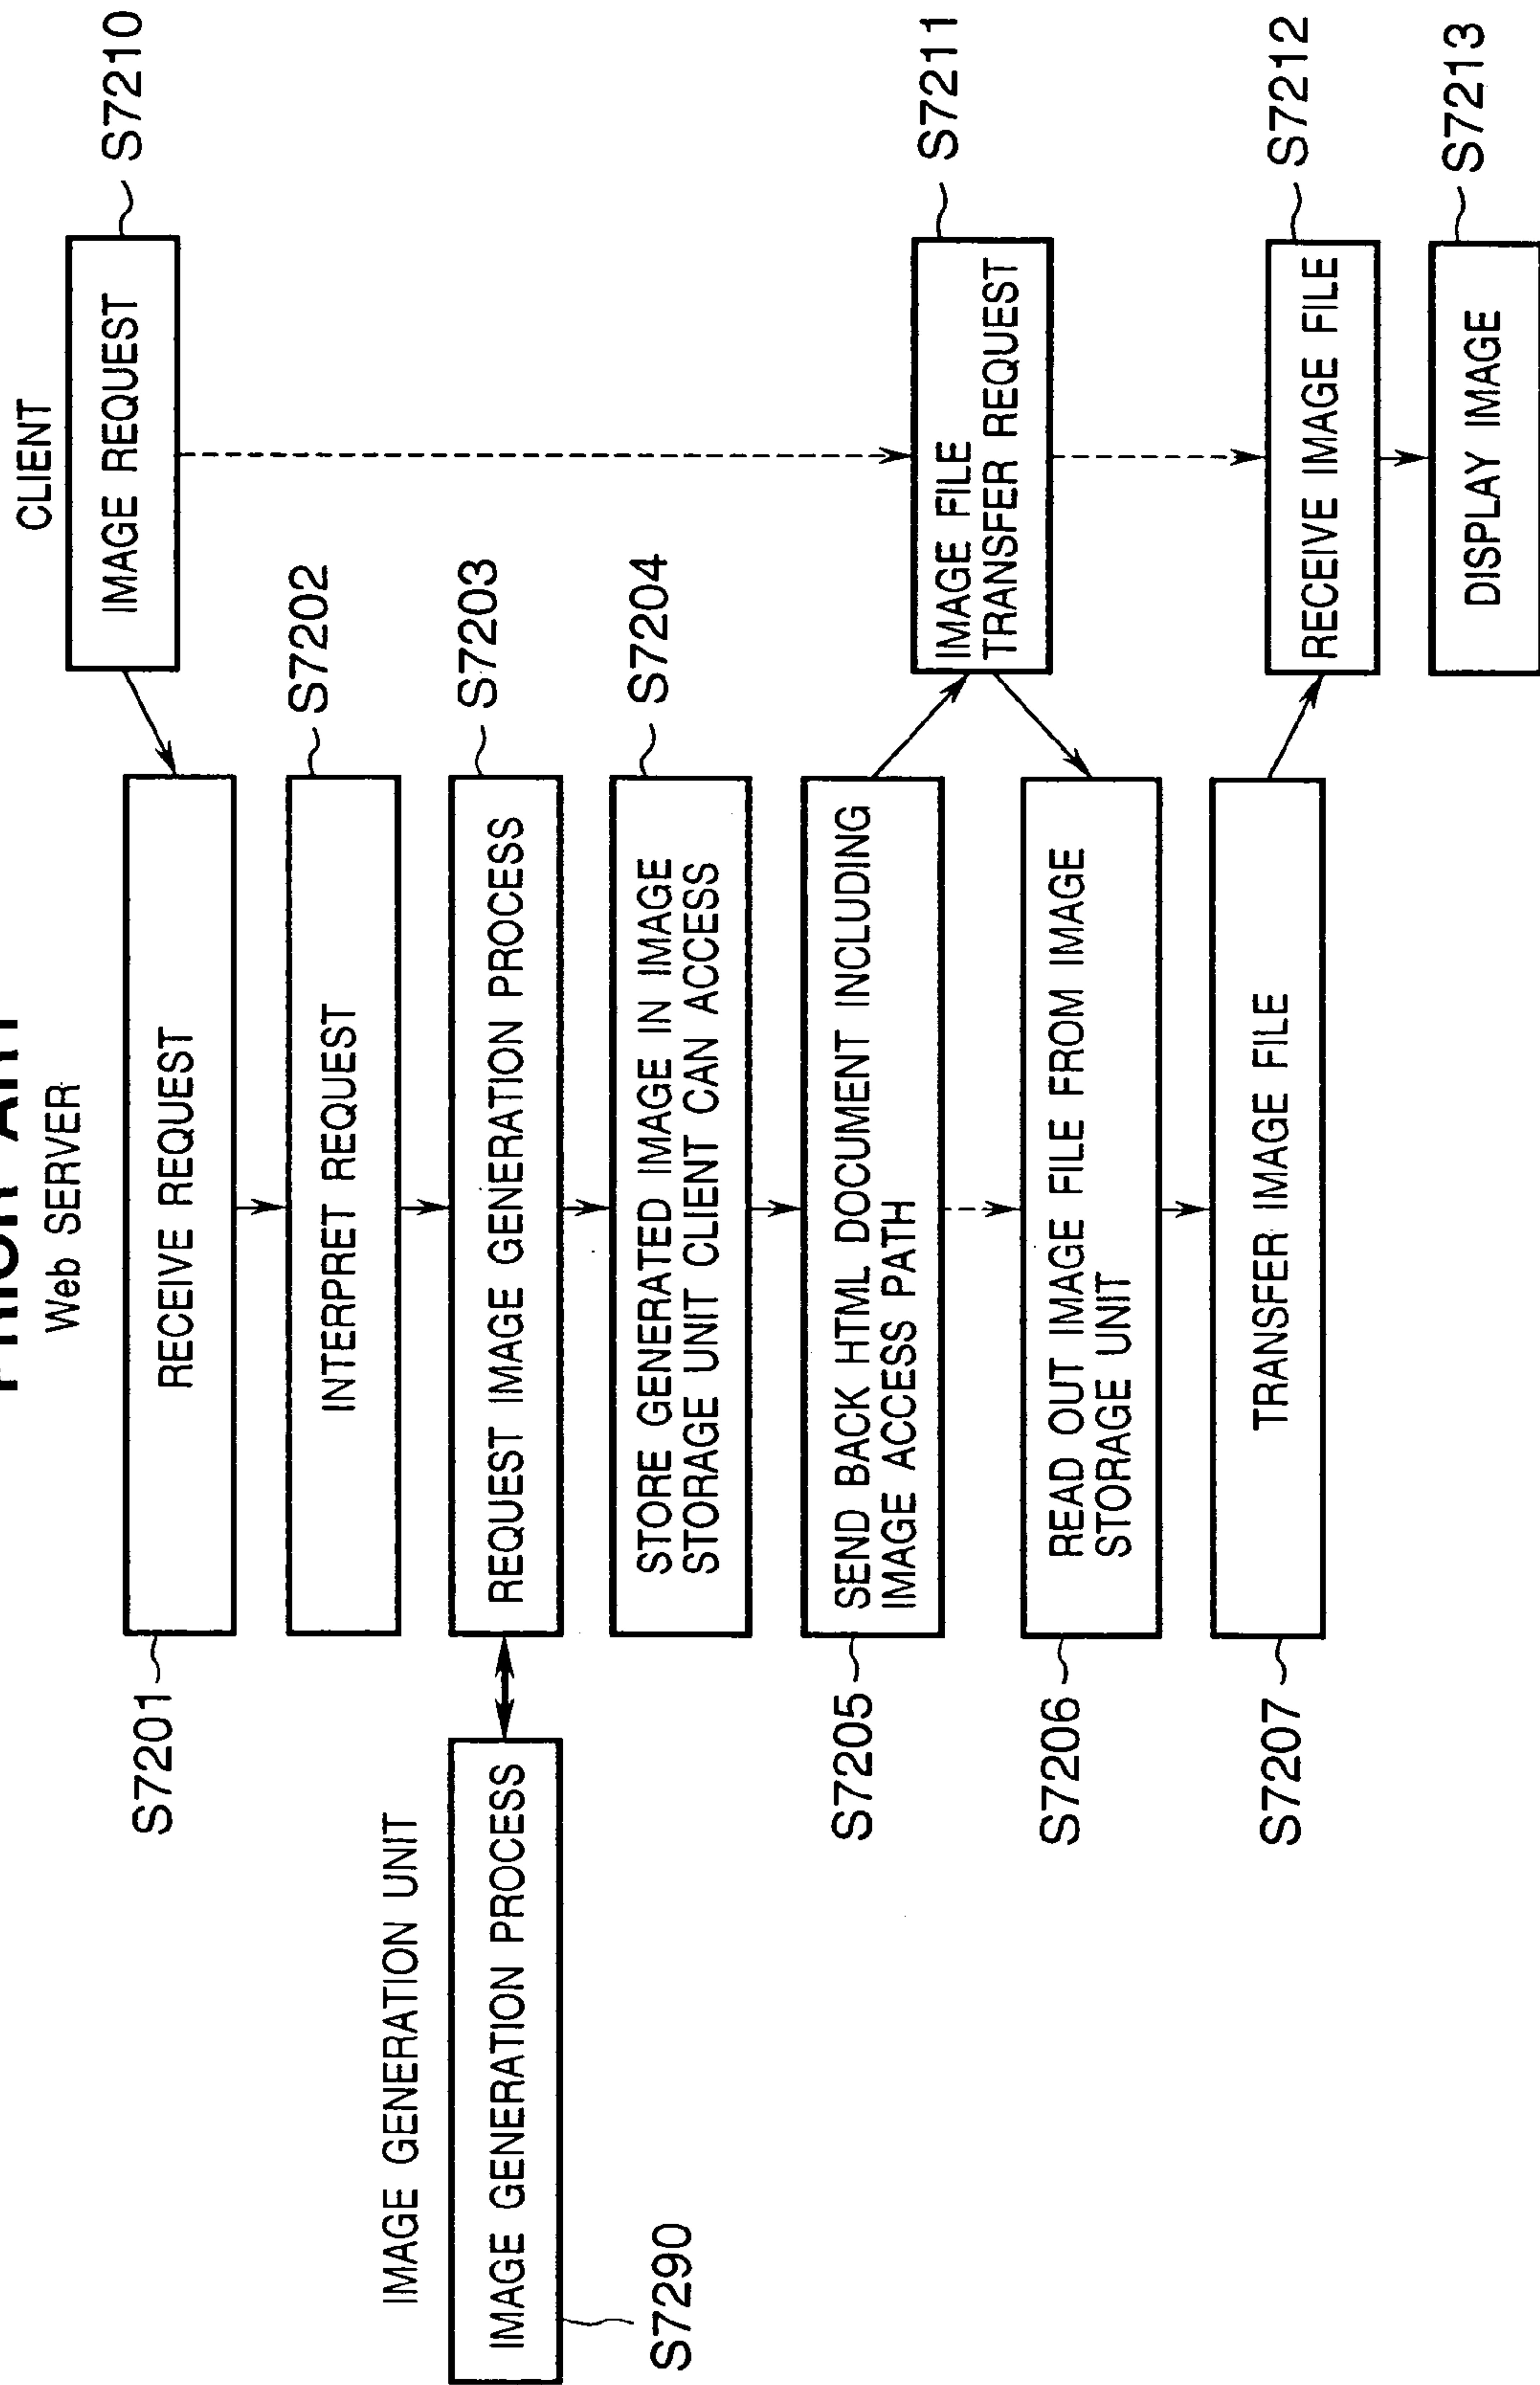 PRIOR ART
Web SERVER
CLIENT
IMAGE REQUEST
S7210
S7201
RECEIVE REQUEST
INTERPRET REQUEST
S7202
IMAGE GENERATION UNIT
IMAGE GENERATION PROCESS
S7290
REQUEST IMAGE GENERATION PROCESS
S7203
STORE GENERATED IMAGE IN IMAGE
STORAGE UNIT CLIENT CAN ACCESS
S7204
S7205
SEND BACK HTML DOCUMENT INCLUDING
IMAGE ACCESS PATH
IMAGE FILE
TRANSFER REQUEST
S7211
S7206
READ OUT IMAGE FILE FROM IMAGE
STORAGE UNIT
S7207
TRANSFER IMAGE FILE
RECEIVE IMAGE FILE
S7212
DISPLAY IMAGE
S7213